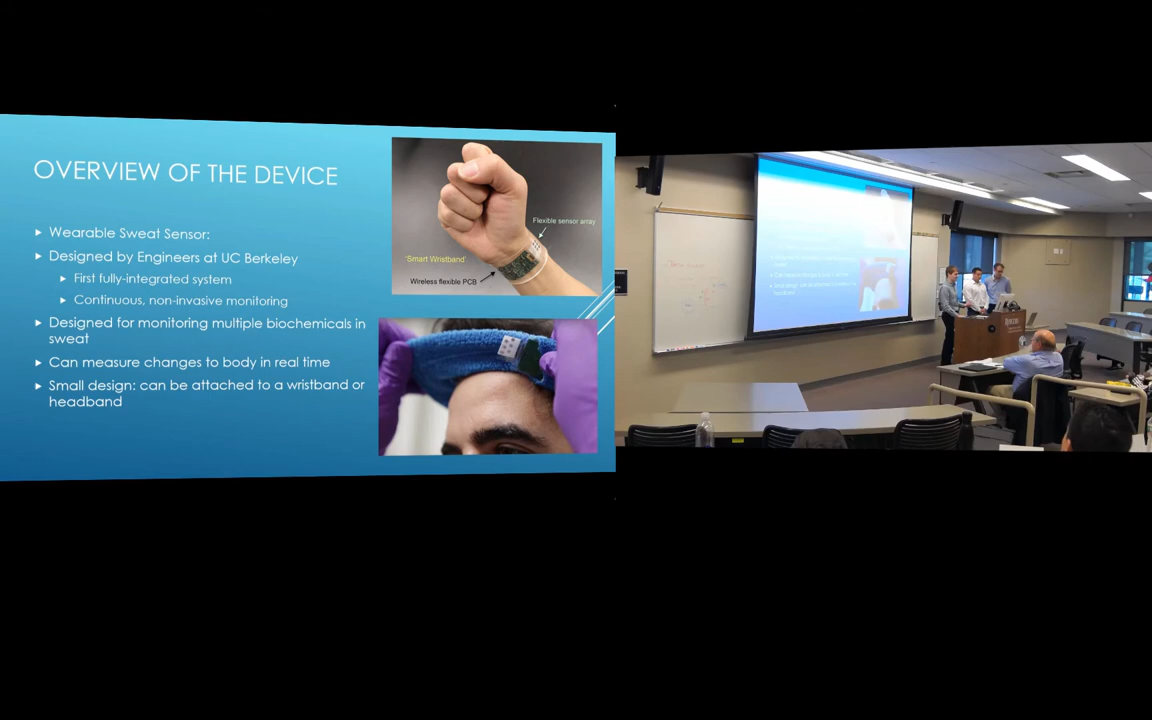 OVERVIEW OF THE DEVICE
Wearable Sweat Sensor:
Designed by Engineers at UC Berkeley
First fully-integrated system
Continuous, non-invasive monitoring
Designed for monitoring multiple biochemicals in
sweat
Can measure changes to body in real time
Small design: can be attached to a wristband or
headband
Flexible sensor array
'Smart Wristband'
Wireless flexible PCB